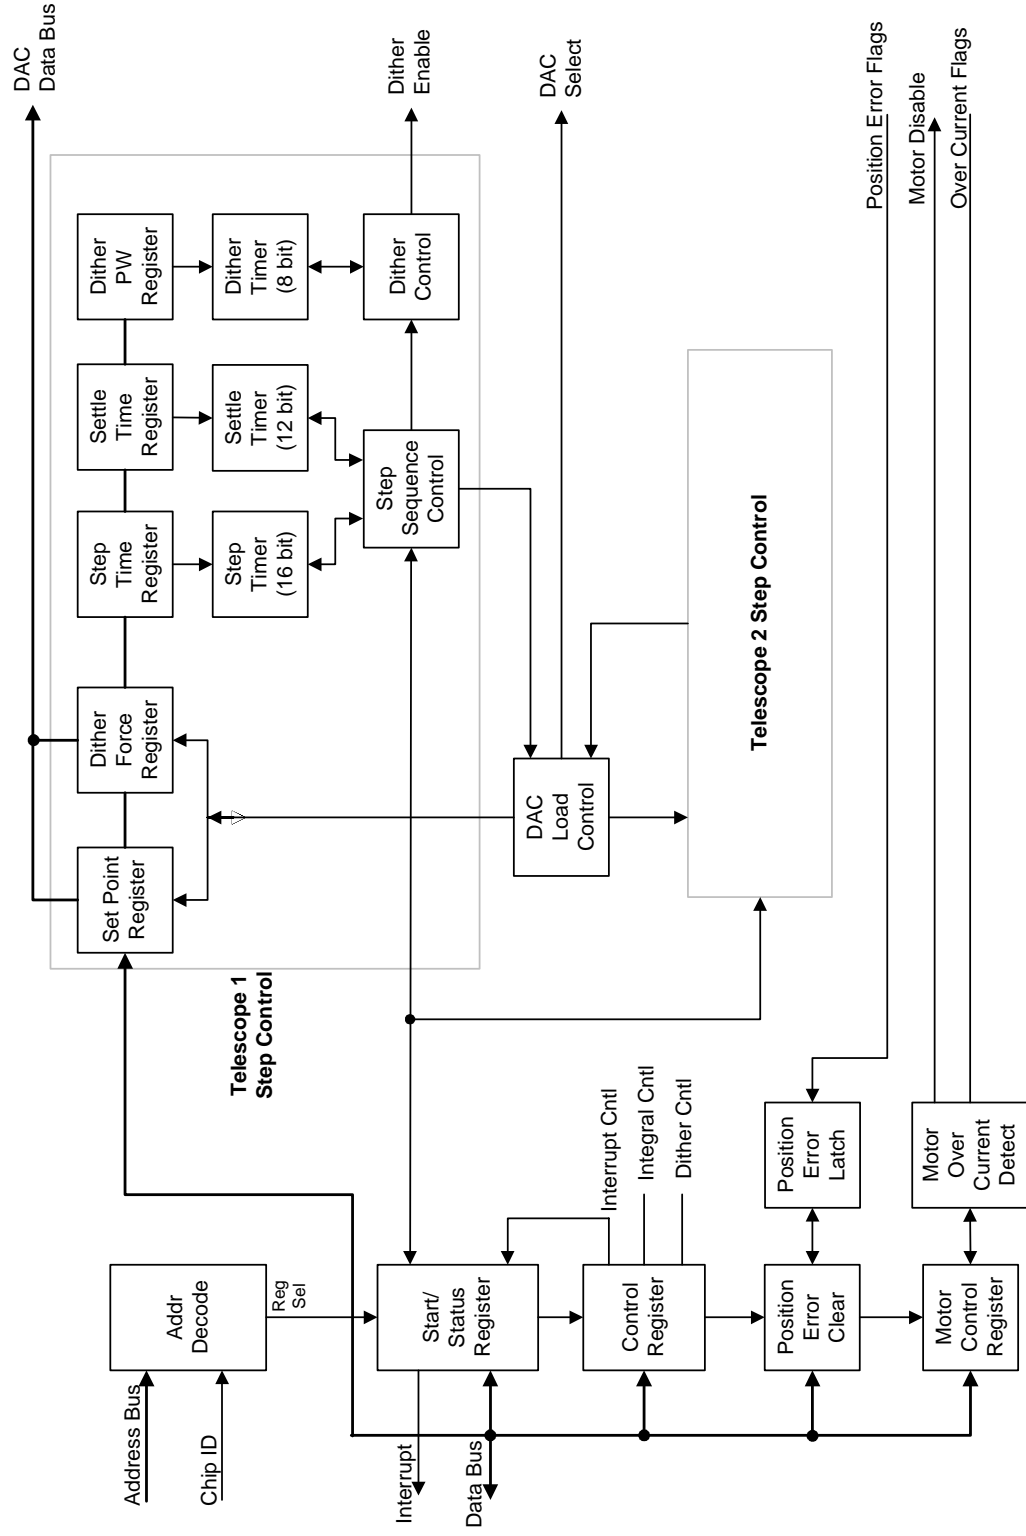 Address Bus
Chip ID
Interrupt
Data Bus
Addr
Decode
Reg
Sel
Start/
Status
Register
Control
Register
Interrupt Cntl
Integral Cntl
Dither Cntl
Position
Error
Clear
Position
Error
Latch
Motor
Control
Register
Motor
Over
Current
Detect
Telescope 1
Step Control
Set Point
Register
Dither
Force
Register
Step
Time
Register
Settle
Time
Register
Dither
PW
Register
Step
Timer
(16 bit)
Settle
Timer
(12 bit)
Dither
Timer
(8 bit)
Step
Sequence
Control
Dither
Control
DAC
Load
Control
Telescope 2 Step Control
DAC
Data Bus
Dither
Enable
DAC
Select
Position Error Flags
Motor Disable
Over Current Flags